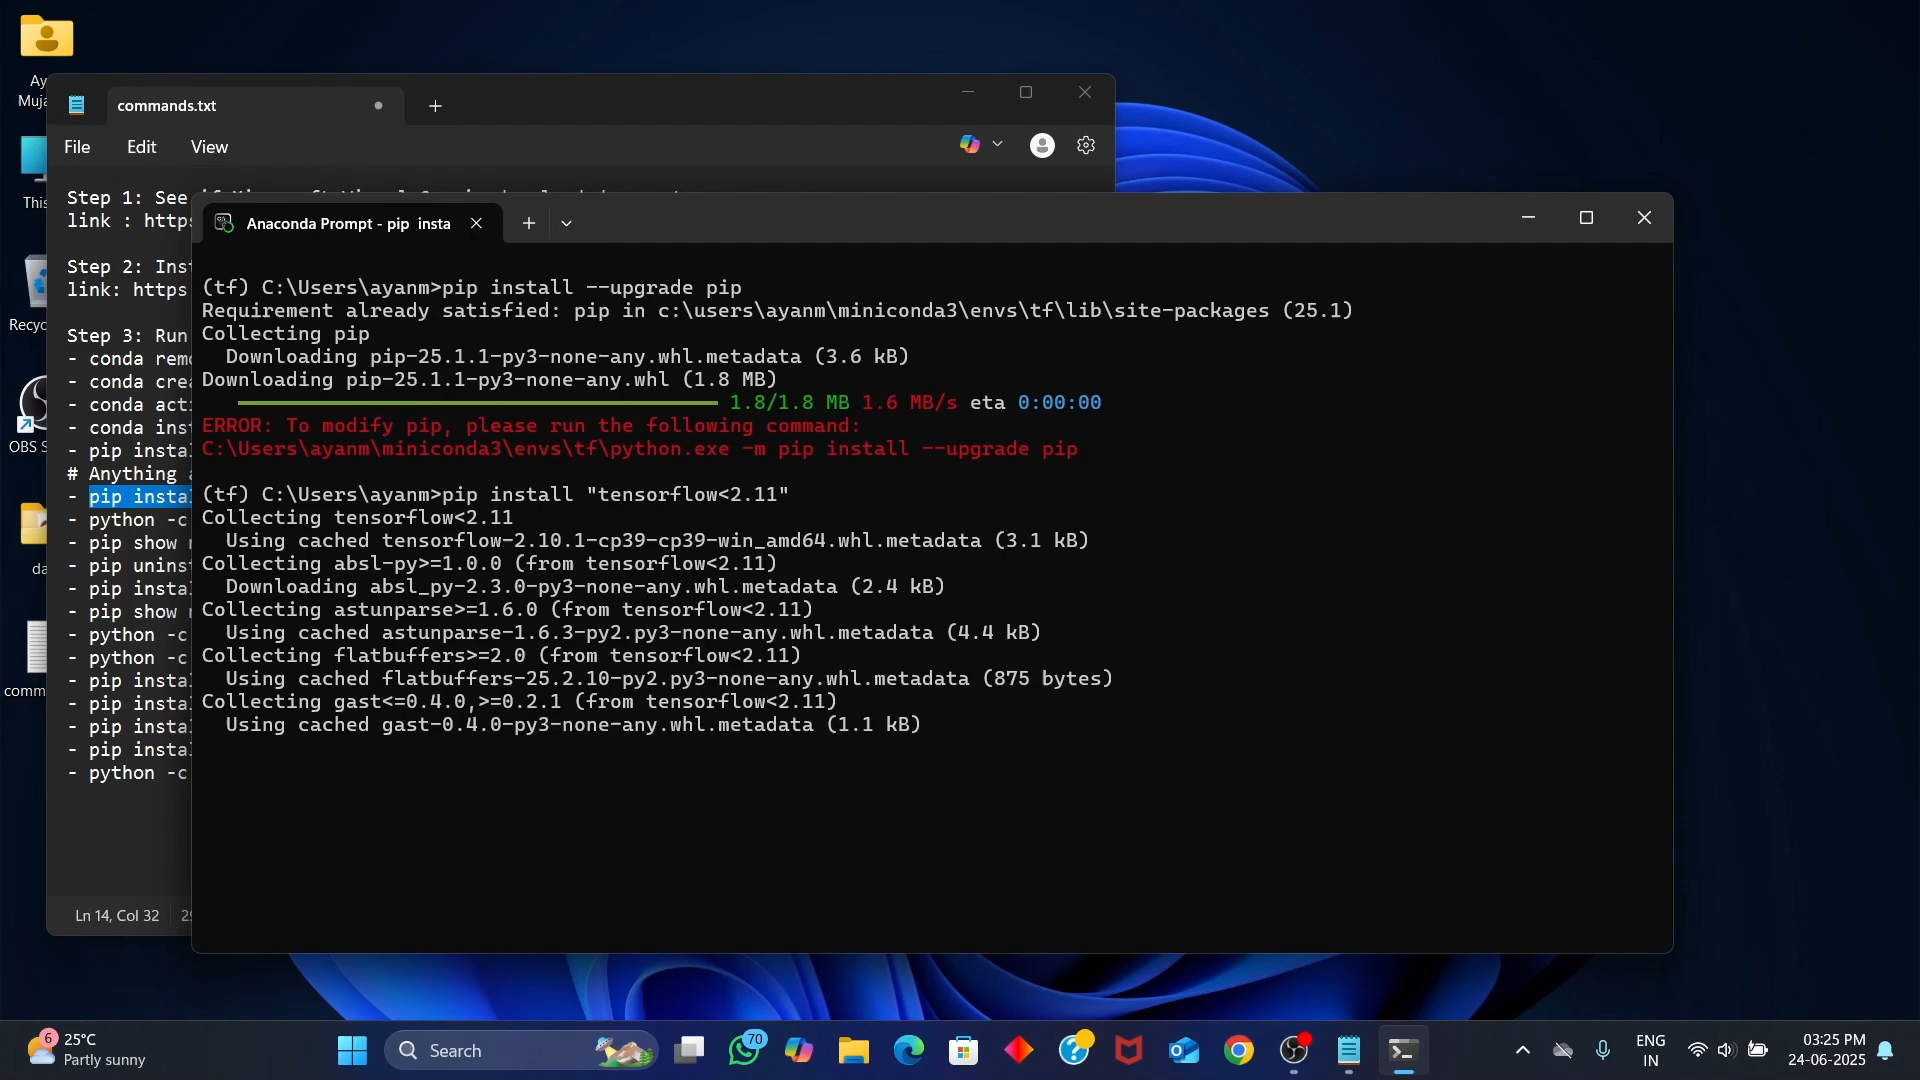 commands.txt
File Edit View
Step 1: See
link : https
Step 2: Inst
link: https
Step 3: Run
- conda
- conda
- conda
- conda
- pip
# Anything
- pip
- python -c
- pip show
- pip
- pip
- pip show
- python -c
- python -c
- pip
- pip
- pip
- pip
- python -c
Ln 14, Col 32
Anaconda Prompt - pip insta
(tf) C:\Users\ayanm>pip install --upgrade pip
Requirement already satisfied: pip in c:\users\ayanm\miniconda3\envs\tf\lib\site-packages (25.1)
Collecting pip
Downloading pip-25.1.1-py3-none-any.whl.metadata (3.6 kB)
Downloading pip-25.1.1-py3-none-any.whl (1.8 MB)
1.8/1.8 MB 1.6 MB/s eta 0:00:00
ERROR: To modify pip, please run the following command:
C:\Users\ayanm\miniconda3\envs\tf\python.exe -m pip install --upgrade pip
(tf) C:\Users\ayanm>pip install "tensorflow<2.11"
Collecting tensorflow<2.11
Using cached tensorflow-2.10.1-cp39-cp39-win_amd64.whl.metadata (3.1 kB)
Collecting absl-py>=1.0.0 (from tensorflow<2.11)
Downloading absl_py-2.3.0-py3-none-any.whl.metadata (2.4 kB)
Collecting astunparse>=1.6.0 (from tensorflow<2.11)
Using cached astunparse-1.6.3-py2.py3-none-any.whl.metadata (4.4 kB)
Collecting flatbuffers>=2.0 (from tensorflow<2.11)
Using cached flatbuffers-25.2.10-py2.py3-none-any.whl.metadata (875 bytes)
Collecting gast<=0.4.0,>=0.2.1 (from tensorflow<2.11)
Using cached gast-0.4.0-py3-none-any.whl.metadata (1.1 kB)
6
25°C
Partly sunny
Search
70
ENG
IN
03:25 PM
24-06-2025